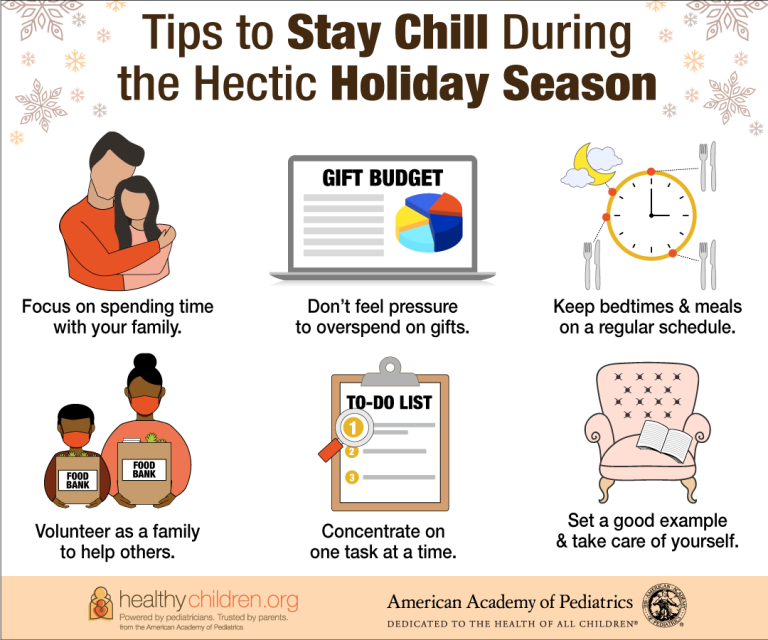 Tips to Stay Chill During
the Hectic Holiday Season
GIFT BUDGET
Focus on spending time
with your family.
Don't feel pressure
to overspend on gifts.
Keep bedtimes & meals
on a regular schedule.
FOOD
BANK
FOOD
BANK
TO-DO LIST
1
2
3
Volunteer as a family
to help others.
Concentrate on
one task at a time.
Set a good example
& take care of yourself.
healthychildren.org
Powered by pediatricians. Trusted by parents.
from the American Academy of Pediatrics
American Academy of Pediatrics
DEDICATED TO THE HEALTH OF ALL CHILDREN®
AMERICAN ACADEMY
OF PEDIATRICS